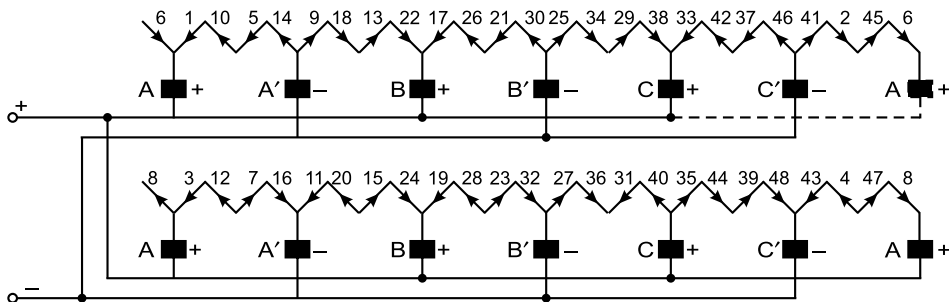 6 1 10 5 14 9 18 13 22 17 26 21 30 25 34 29 38 33 42 37 46 41 2 45 6
A + A′ – B + B′ – C + C′ – A +
+
8 3 12 7 16 11 20 15 24 19 28 23 32 27 36 31 40 35 44 39 48 43 4 47 8
A + A′ – B + B′ – C + C′ – A +
–